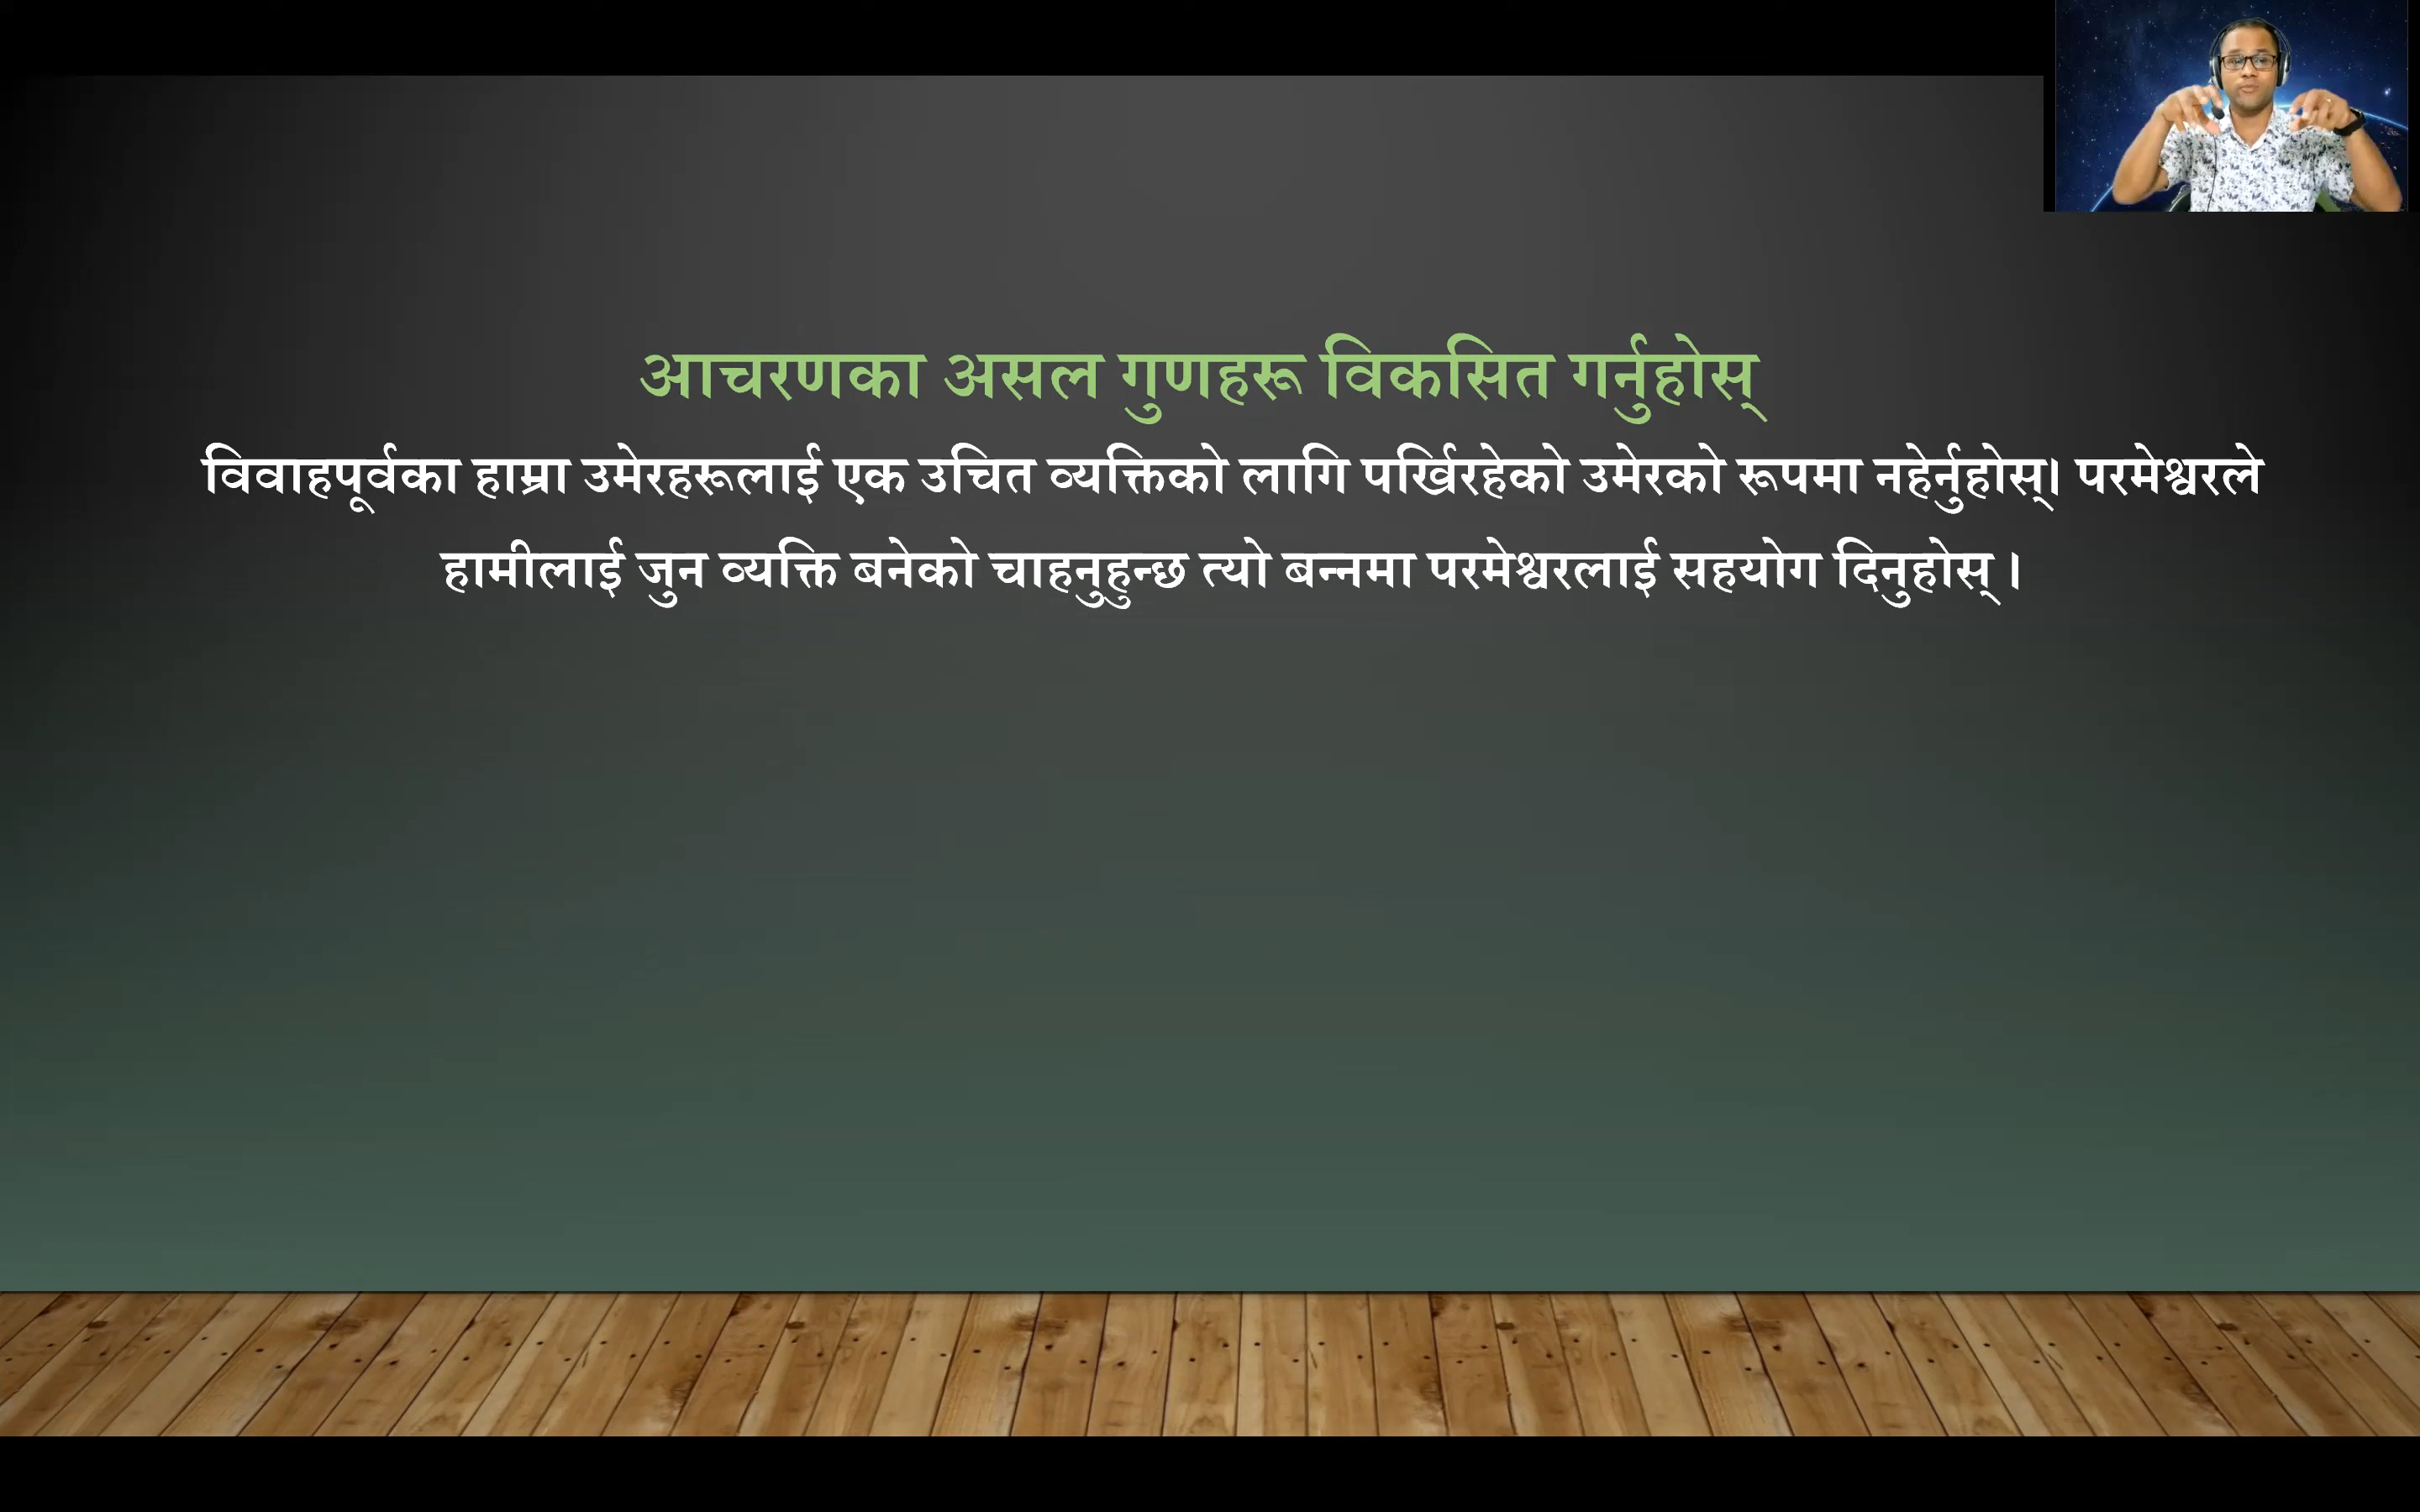 आचरणका असल गुणहरू विकसित गर्नुहोस्
विवाहपूर्वका हाम्रा उमेरहरूलाई एक उचित व्यक्तिको लागि पर्खिरहेको उमेरको रूपमा नहेर्नुहोस्। परमेश्वरले
हामीलाई जुन व्यक्ति बनेको चाहनुहुन्छ त्यो बन्नमा परमेश्वरलाई सहयोग दिनुहोस् ।